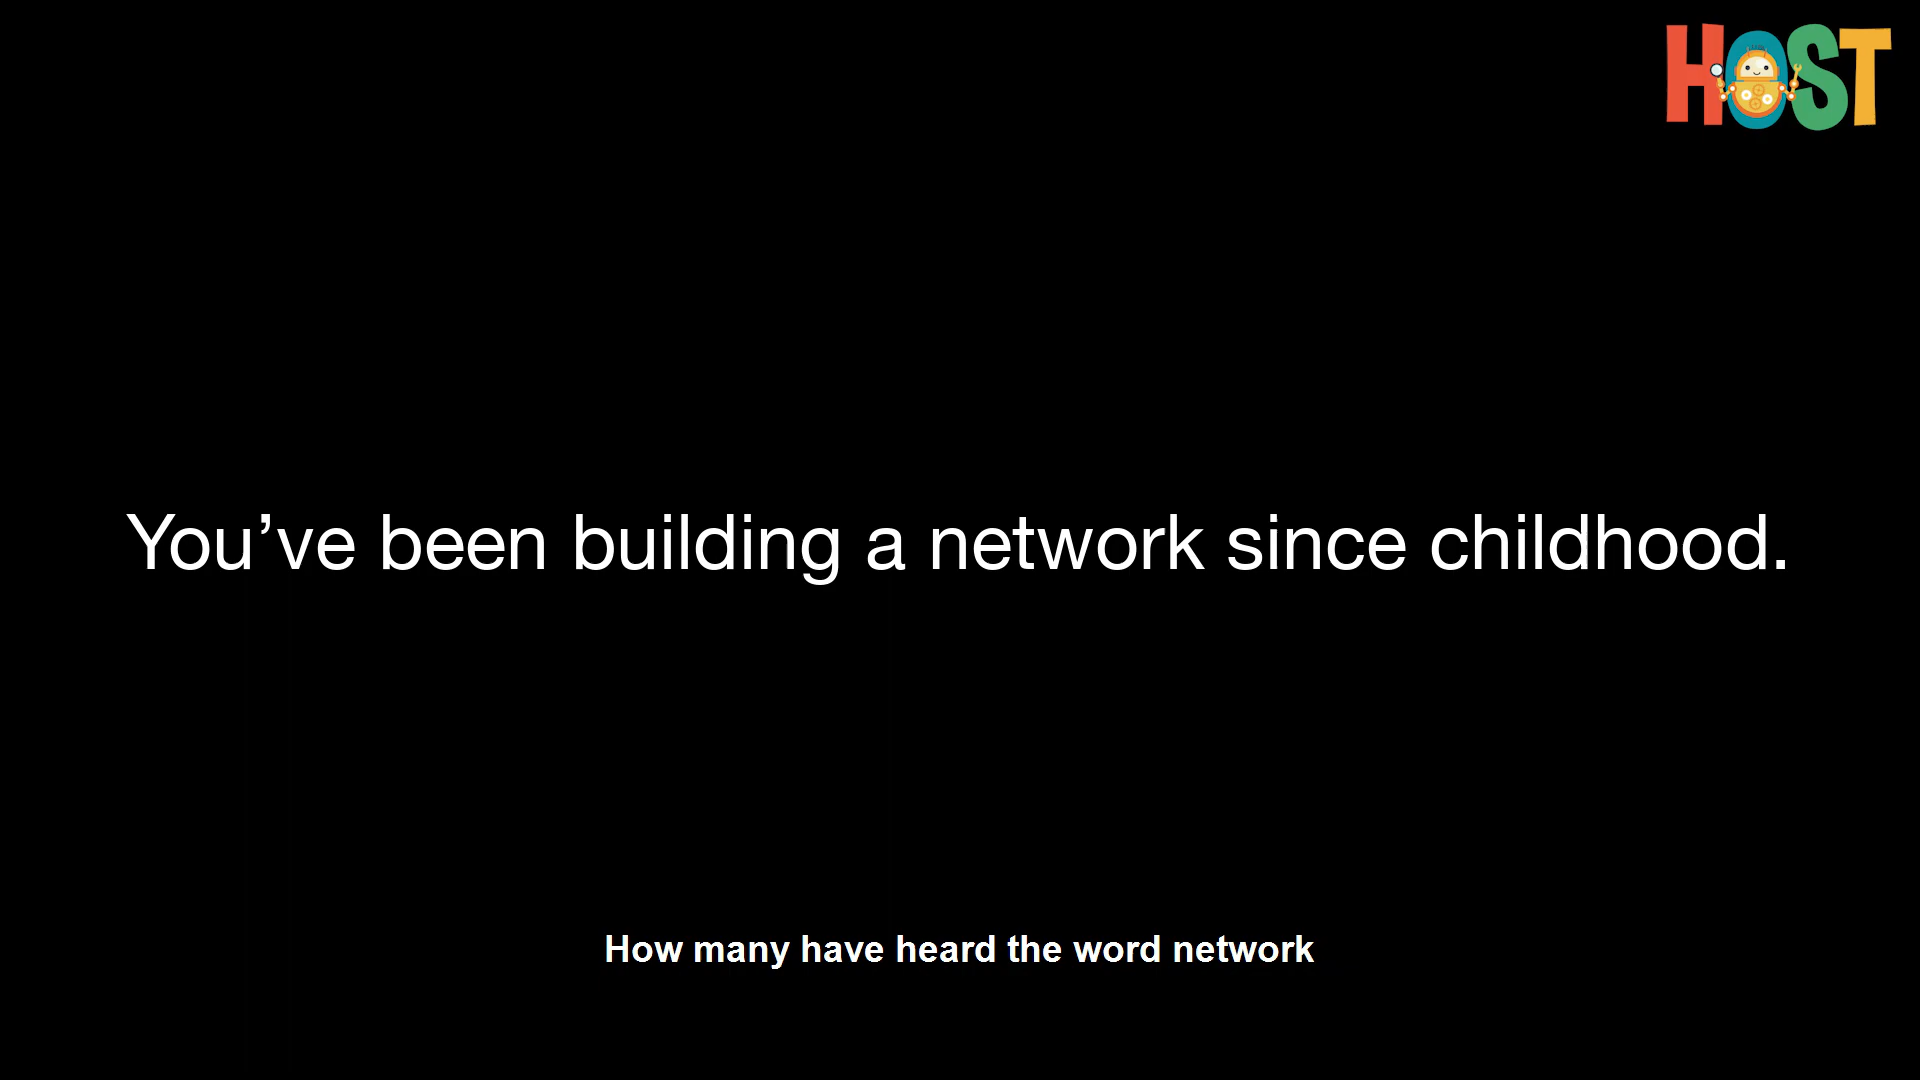 HOST
You’ve been building a network since childhood.
How many have heard the word network